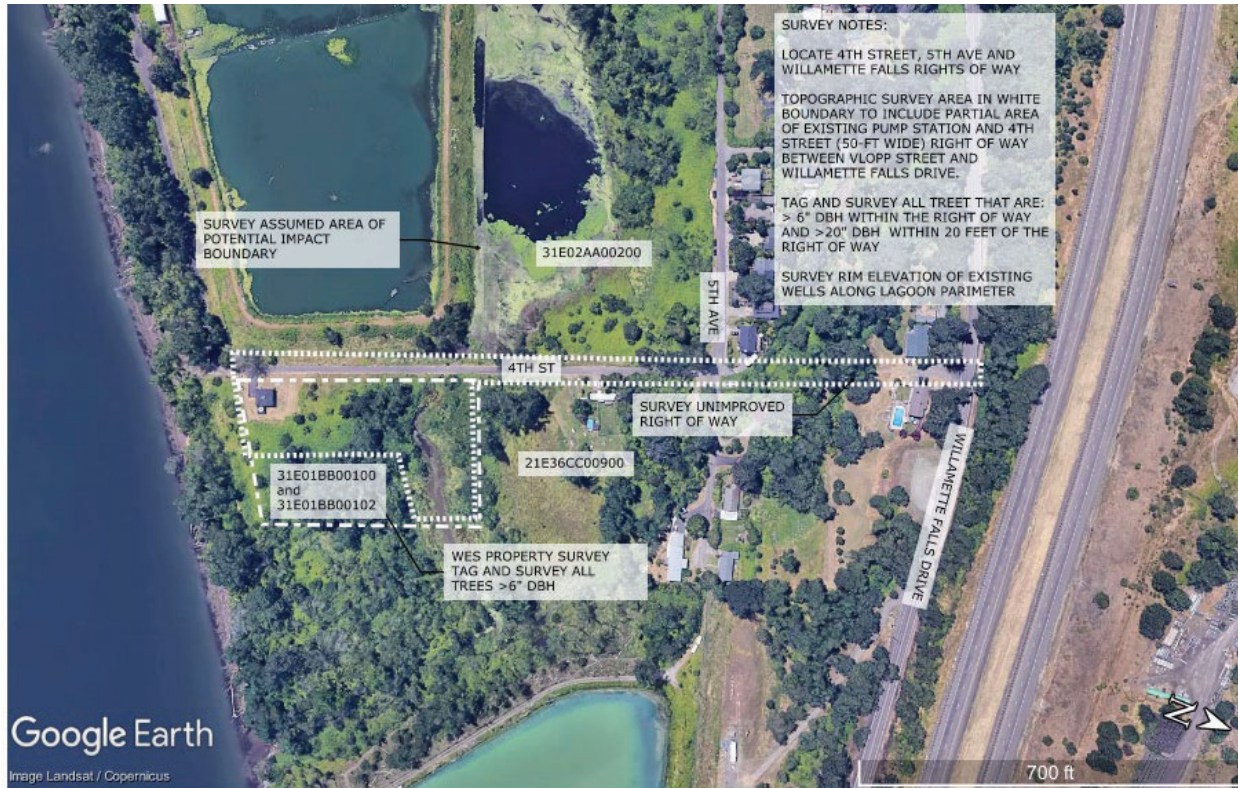 SURVEY NOTES:
LOCATE 4TH STREET, 5TH AVE AND
WILLAMETTE FALLS RIGHTS OF WAY
TOPOGRAPHIC SURVEY AREA IN WHITE
BOUNDARY TO INCLUDE PARTIAL AREA
OF EXISTING PUMP STATION AND 4TH
STREET (50-FT WIDE) RIGHT OF WAY
BETWEEN VLOPP STREET AND
WILLAMETTE FALLS DRIVE.
TAG AND SURVEY ALL TREET THAT ARE:
> 6" DBH WITHIN THE RIGHT OF WAY
AND >20" DBH WITHIN 20 FEET OF THE
RIGHT OF WAY
SURVEY RIM ELEVATION OF EXISTING
WELLS ALONG LAGOON PARIMETER
SURVEY ASSUMED AREA OF
POTENTIAL IMPACT
BOUNDARY
31E02AA00200
5TH AVE
4TH ST
SURVEY UNIMPROVED
RIGHT OF WAY
31E01BB00100
and
31E01BB00102
21E36CC00900
WILLAMETTE FALLS DRIVE
WES PROPERTY SURVEY
TAG AND SURVEY ALL
TREES >6" DBH
Google Earth
Image Landsat / Copernicus
N
700 ft